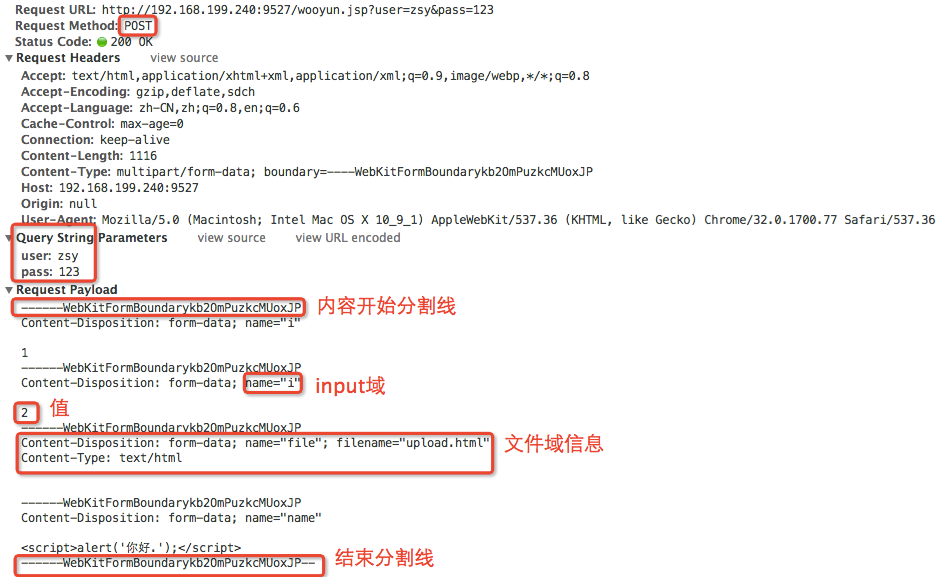 Request URL: http://192.168.199.240:9527/wooyun.jsp?user=zsy&pass=123
Request Method: POST
Status Code: 200 OK
Request Headers view source
Accept: text/html,application/xhtml+xml,application/xml;q=0.9,image/webp,*/*;q=0.8
Accept-Encoding: gzip,deflate,sdch
Accept-Language: zh-CN,zh;q=0.8,en;q=0.6
Cache-Control: max-age=0
Connection: keep-alive
Content-Length: 1116
Content-Type: multipart/form-data; boundary=----WebKitFormBoundarykb2OmPuzkcMUoxJP
Host: 192.168.199.240:9527
Origin: null
User-Agent: Mozilla/5.0 (Macintosh; Intel Mac OS X 10_9_1) AppleWebKit/537.36 (KHTML, like Gecko) Chrome/32.0.1700.77 Safari/537.36
Query String Parameters view source view URL encoded
user: zsy
pass: 123
Request Payload
------WebKitFormBoundarykb2OmPuzkcMUoxJP 内容开始分割线
Content-Disposition: form-data; name="i"
1
------WebKitFormBoundarykb2OmPuzkcMUoxJP
Content-Disposition: form-data; name="i" input域
2 值
------WebKitFormBoundarykb2OmPuzkcMUoxJP
Content-Disposition: form-data; name="file"; filename="upload.html" 文件域信息
Content-Type: text/html
------WebKitFormBoundarykb2OmPuzkcMUoxJP
Content-Disposition: form-data; name="name"
<script>alert('你好.');</script>
------WebKitFormBoundarykb2OmPuzkcMUoxJP-- 结束分割线